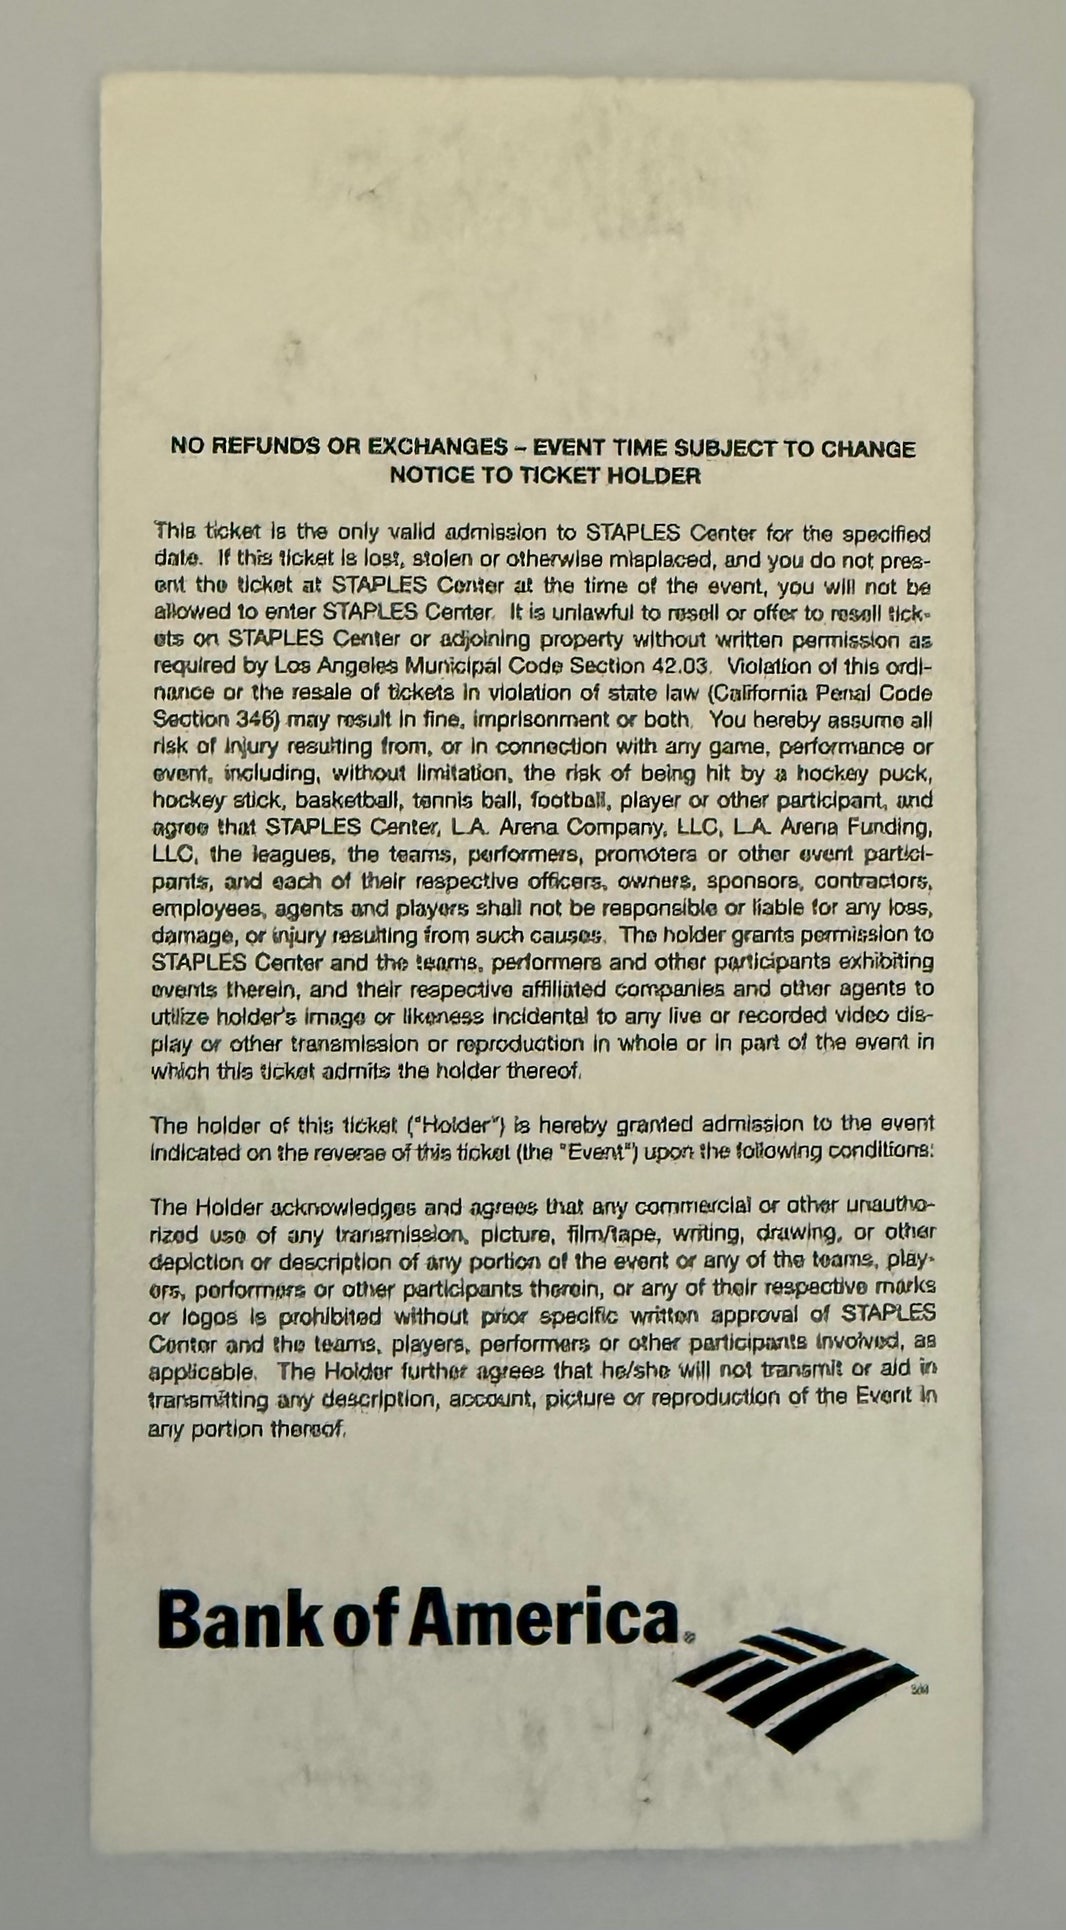 NO REFUNDS OR EXCHANGES – EVENT TIME SUBJECT TO CHANGE
NOTICE TO TICKET HOLDER
This ticket is the only valid admission to STAPLES Center for the specified
date. If this ticket is lost, stolen or otherwise misplaced, and you do not pres-
ent the ticket at STAPLES Center at the time of the event, you will not be
allowed to enter STAPLES Center. It is unlawful to resell or offer to resell tick-
ets on STAPLES Center or adjoining property without written permission as
required by Los Angeles Municipal Code Section 42.03. Violation of this ordi-
nance or the resale of tickets in violation of state law (California Penal Code
Section 346) may result in fine, imprisonment or both. You hereby assume all
risk of injury resulting from, or in connection with any game, performance or
event, including, without limitation, the risk of being hit by a hockey puck,
hockey stick, basketball, tennis ball, football, player or other participant, and
agree that STAPLES Center, L.A. Arena Company, LLC, L.A. Arena Funding,
LLC, the leagues, the teams, performers, promoters or other event partici-
pants, and each of their respective officers, owners, sponsors, contractors,
employees, agents and players shall not be responsible or liable for any loss,
damage, or injury resulting from such causes. The holder grants permission to
STAPLES Center and the teams, performers and other participants exhibiting
events therein, and their respective affiliated companies and other agents to
utilize holder's image or likeness incidental to any live or recorded video dis-
play or other transmission or reproduction in whole or in part of the event in
which this ticket admits the holder thereof.
The holder of this ticket ("Holder") is hereby granted admission to the event
indicated on the reverse of this ticket (the "Event") upon the following conditions:
The Holder acknowledges and agrees that any commercial or other unautho-
rized use of any transmission, picture, film/tape, writing, drawing, or other
depiction or description of any portion of the event or any of the teams, play-
ers, performers or other participants therein, or any of their respective marks
or logos is prohibited without prior specific written approval of STAPLES
Center and the teams, players, performers or other participants involved, as
applicable. The Holder further agrees that he/she will not transmit or aid in
transmitting any description, account, picture or reproduction of the Event in
any portion thereof.
Bank of America®